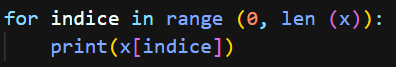 for indice in range (0, len (x)):
    print(x[indice])